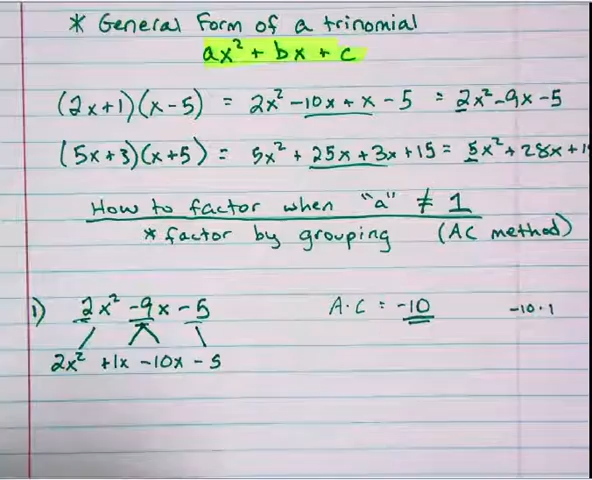 * General Form of a trinomial
ax² + bx + c
(2x+1)(x-5) = 2x² -10x + x - 5 = 2x² -9x -5
(5x+3)(x+5) = 5x² + 25x + 3x + 15 = 5x² + 28x + 1
How to factor when "a" ≠ 1
* factor by grouping (AC method)
1) 2x² -9x -5 A·C = -10 -10·1
2x² +1x -10x - 5